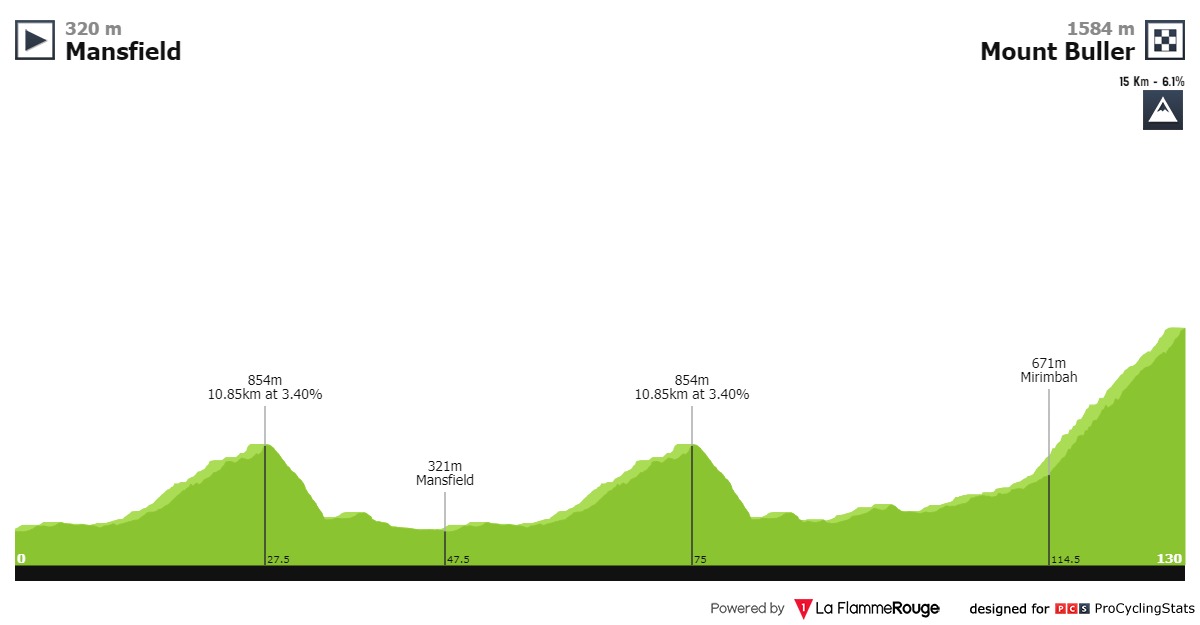 320 m
Mansfield
1584 m
Mount Buller
15 Km - 6.1%
854m
10.85km at 3.40%
321m
Mansfield
854m
10.85km at 3.40%
671m
Mirimbah
0
27.5
47.5
75
114.5
130
Powered by 1 La FlammeRouge designed for PCS ProCyclingStats